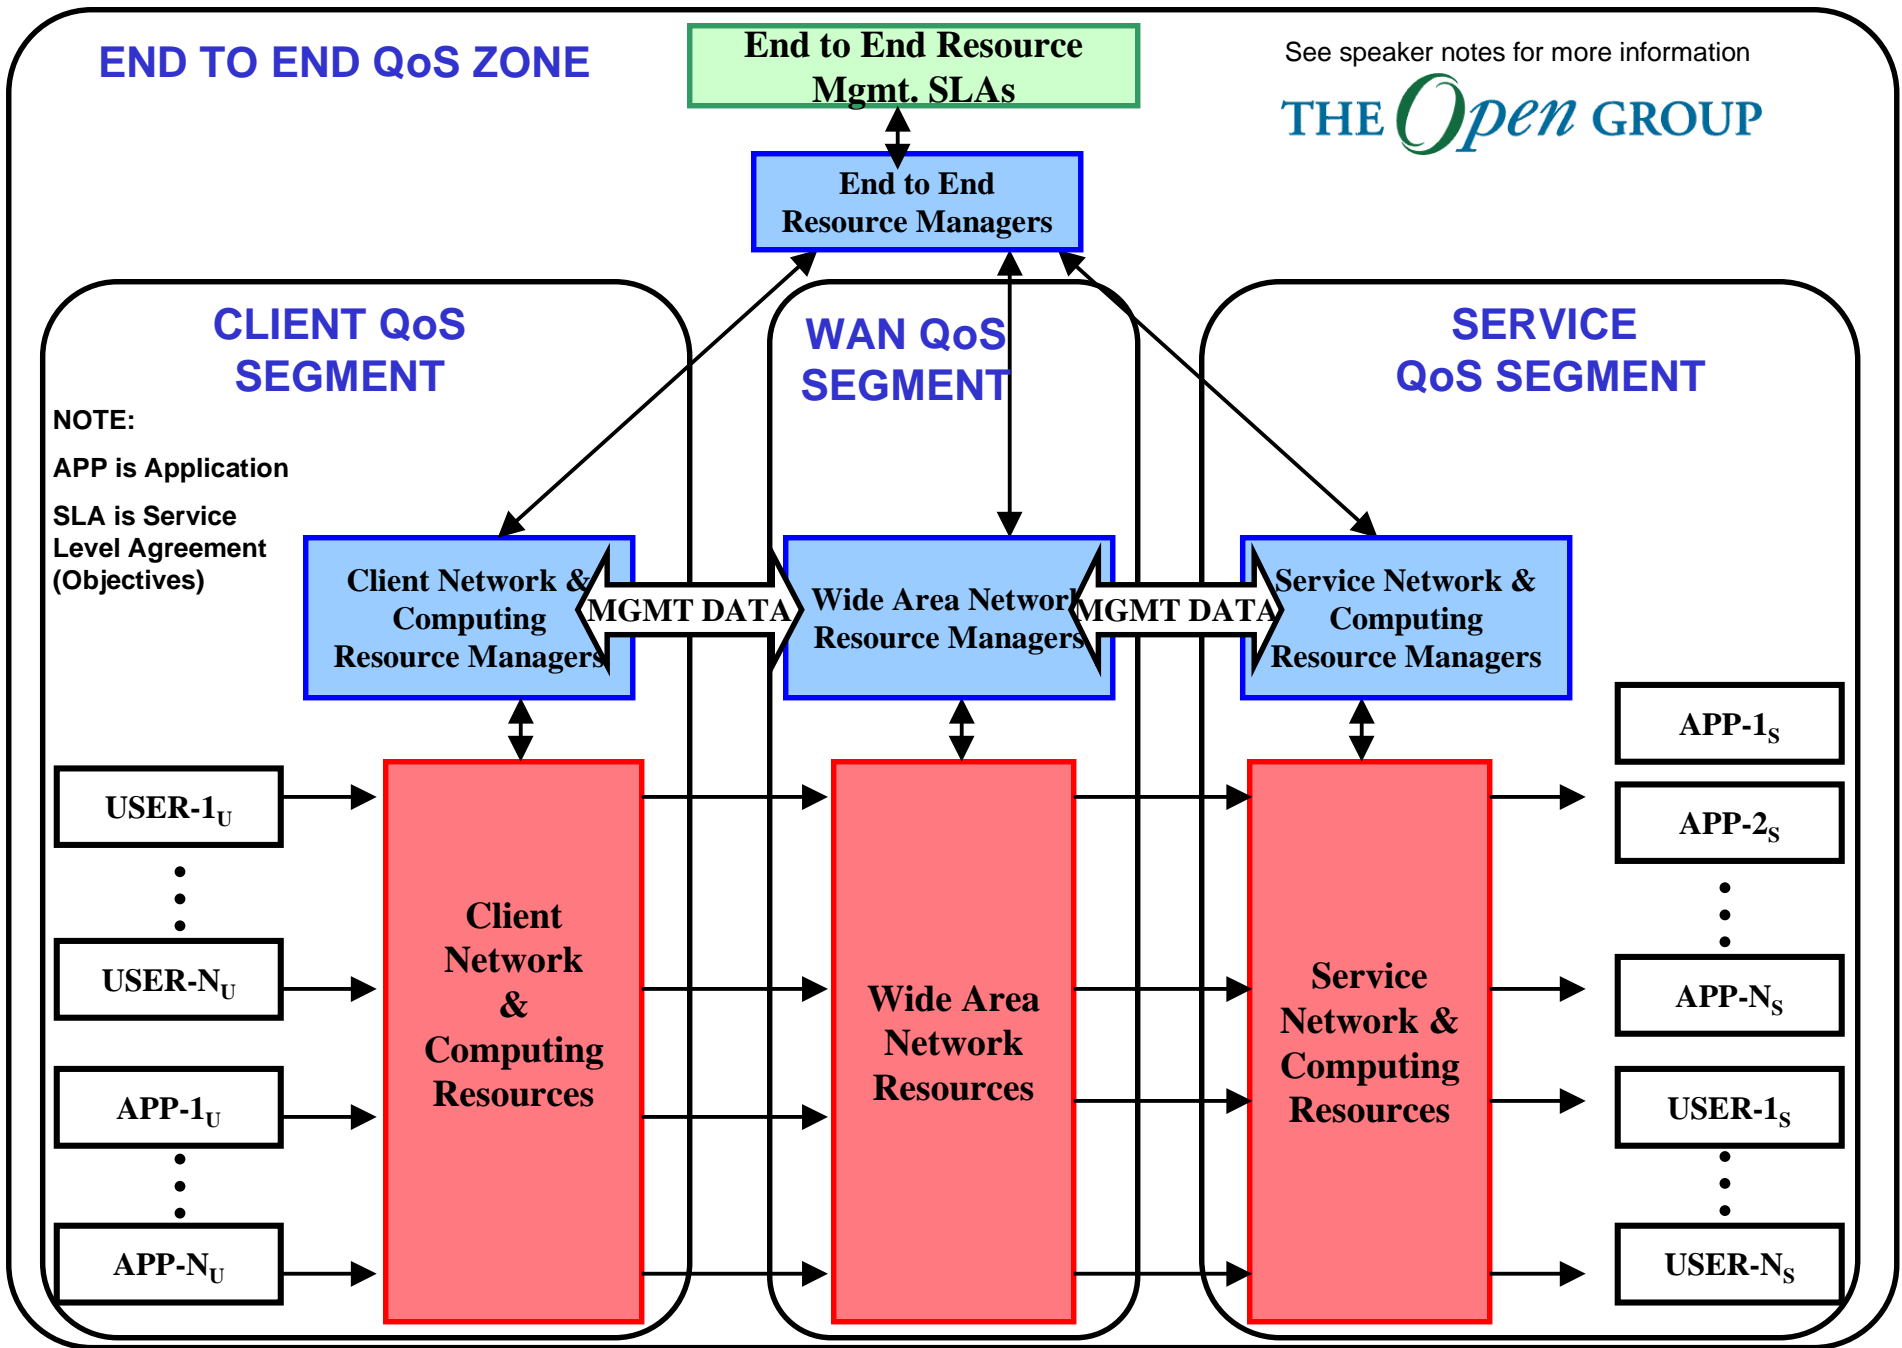 END TO END QoS ZONE
End to End Resource
Mgmt. SLAs
See speaker notes for more information
THE Open GROUP
End to End
Resource Managers
CLIENT QoS
SEGMENT
WAN QoS
SEGMENT
SERVICE
QoS SEGMENT
NOTE:
APP is Application
SLA is Service
Level Agreement
(Objectives)
Client Network &
Computing
Resource Managers
MGMT DATA
Wide Area Network
Resource Managers
MGMT DATA
Service Network &
Computing
Resource Managers
USER-1U
USER-NU
APP-1U
APP-NU
Client
Network
&
Computing
Resources
Wide Area
Network
Resources
Service
Network &
Computing
Resources
APP-1S
APP-2S
APP-NS
USER-1S
USER-NS